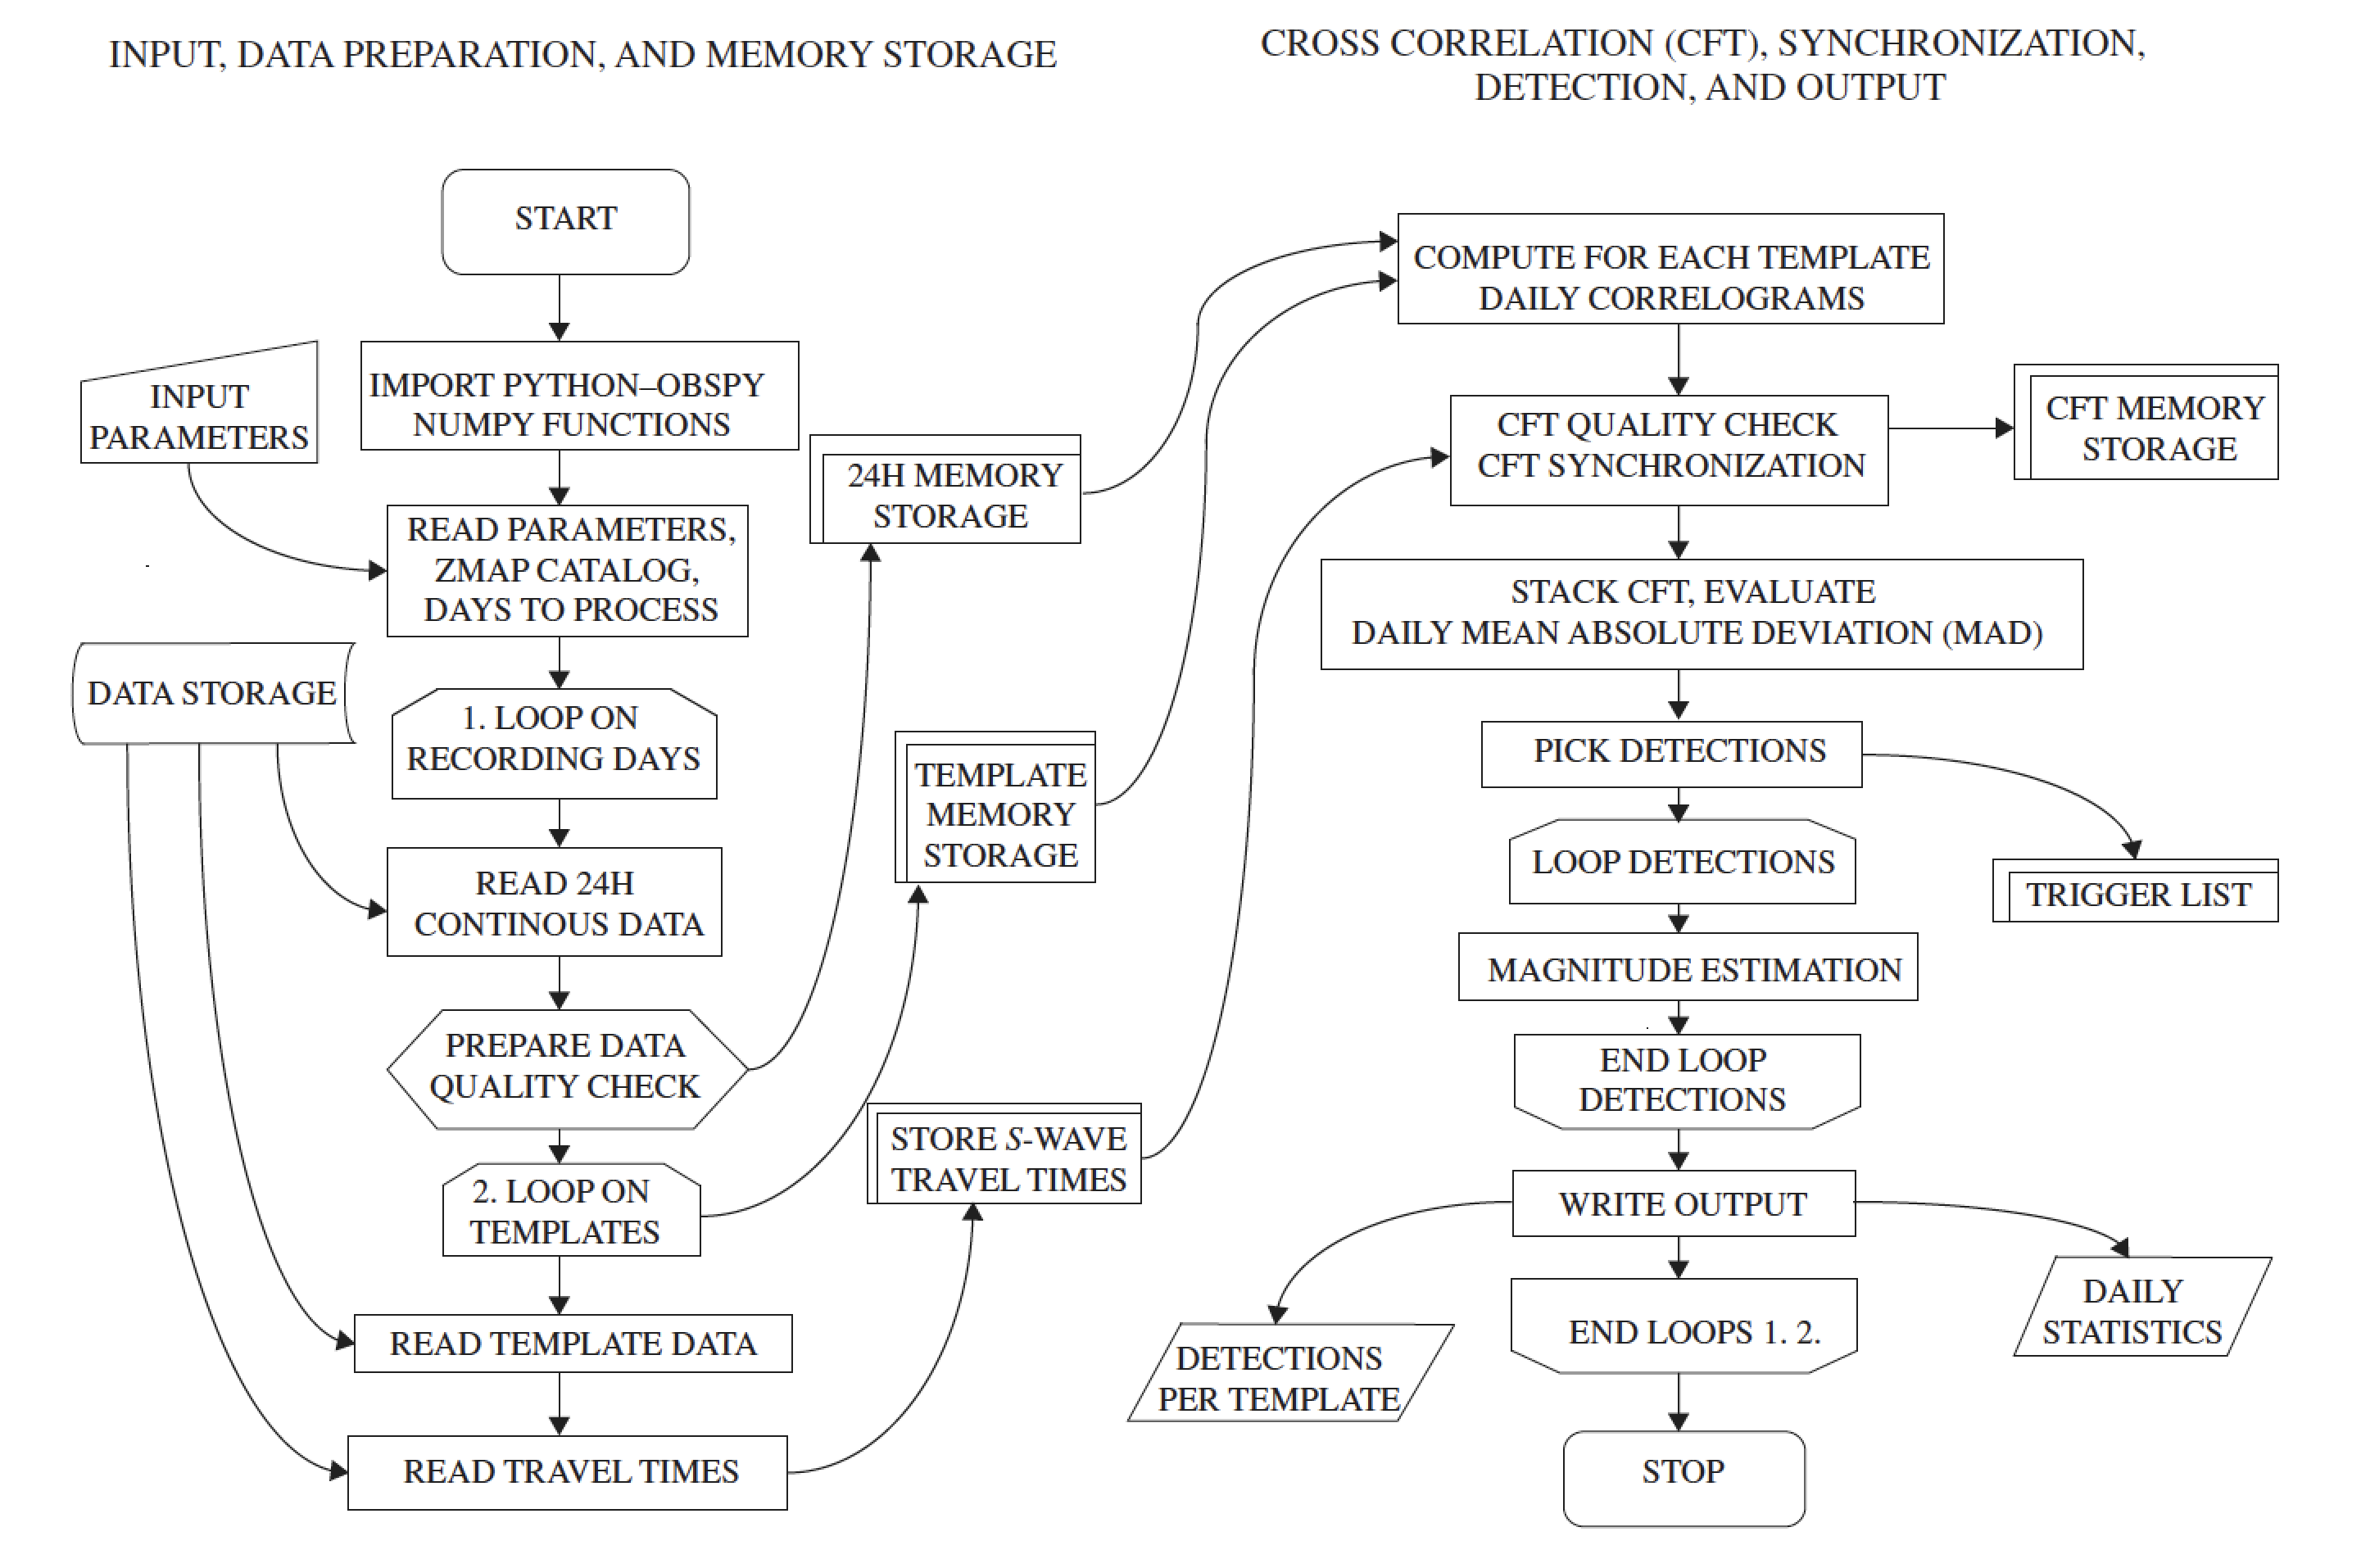 INPUT, DATA PREPARATION, AND MEMORY STORAGE
START
IMPORT PYTHON–OBSPY
NUMPY FUNCTIONS
INPUT
PARAMETERS
READ PARAMETERS,
ZMAP CATALOG,
DAYS TO PROCESS
DATA STORAGE
1. LOOP ON
RECORDING DAYS
READ 24H
CONTINOUS DATA
PREPARE DATA
QUALITY CHECK
2. LOOP ON
TEMPLATES
READ TEMPLATE DATA
READ TRAVEL TIMES
24H MEMORY
STORAGE
TEMPLATE
MEMORY
STORAGE
STORE S-WAVE
TRAVEL TIMES
CROSS CORRELATION (CFT), SYNCHRONIZATION,
DETECTION, AND OUTPUT
COMPUTE FOR EACH TEMPLATE
DAILY CORRELOGRAMS
CFT QUALITY CHECK
CFT SYNCHRONIZATION
CFT MEMORY
STORAGE
STACK CFT, EVALUATE
DAILY MEAN ABSOLUTE DEVIATION (MAD)
PICK DETECTIONS
LOOP DETECTIONS
TRIGGER LIST
MAGNITUDE ESTIMATION
END LOOP
DETECTIONS
WRITE OUTPUT
DETECTIONS
PER TEMPLATE
DAILY
STATISTICS
END LOOPS 1. 2.
STOP